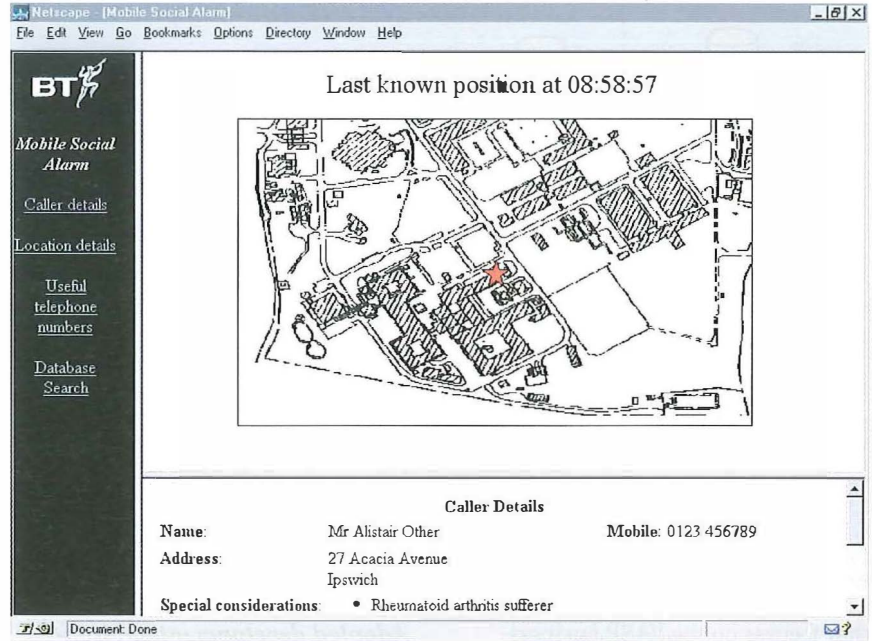 Netscape - [Mobile Social Alarm]
File Edit View Go Bookmarks Options Directory Window Help
BT
Mobile Social
Alarm
Caller details
Location details
Useful
telephone
numbers
Database
Search
Last known position at 08:58:57
Caller Details
Name: Mr Alistair Other Mobile: 0123 456789
Address: 27 Acacia Avenue
Ipswich
Special considerations: • Rheumatoid arthritis sufferer
Document: Done